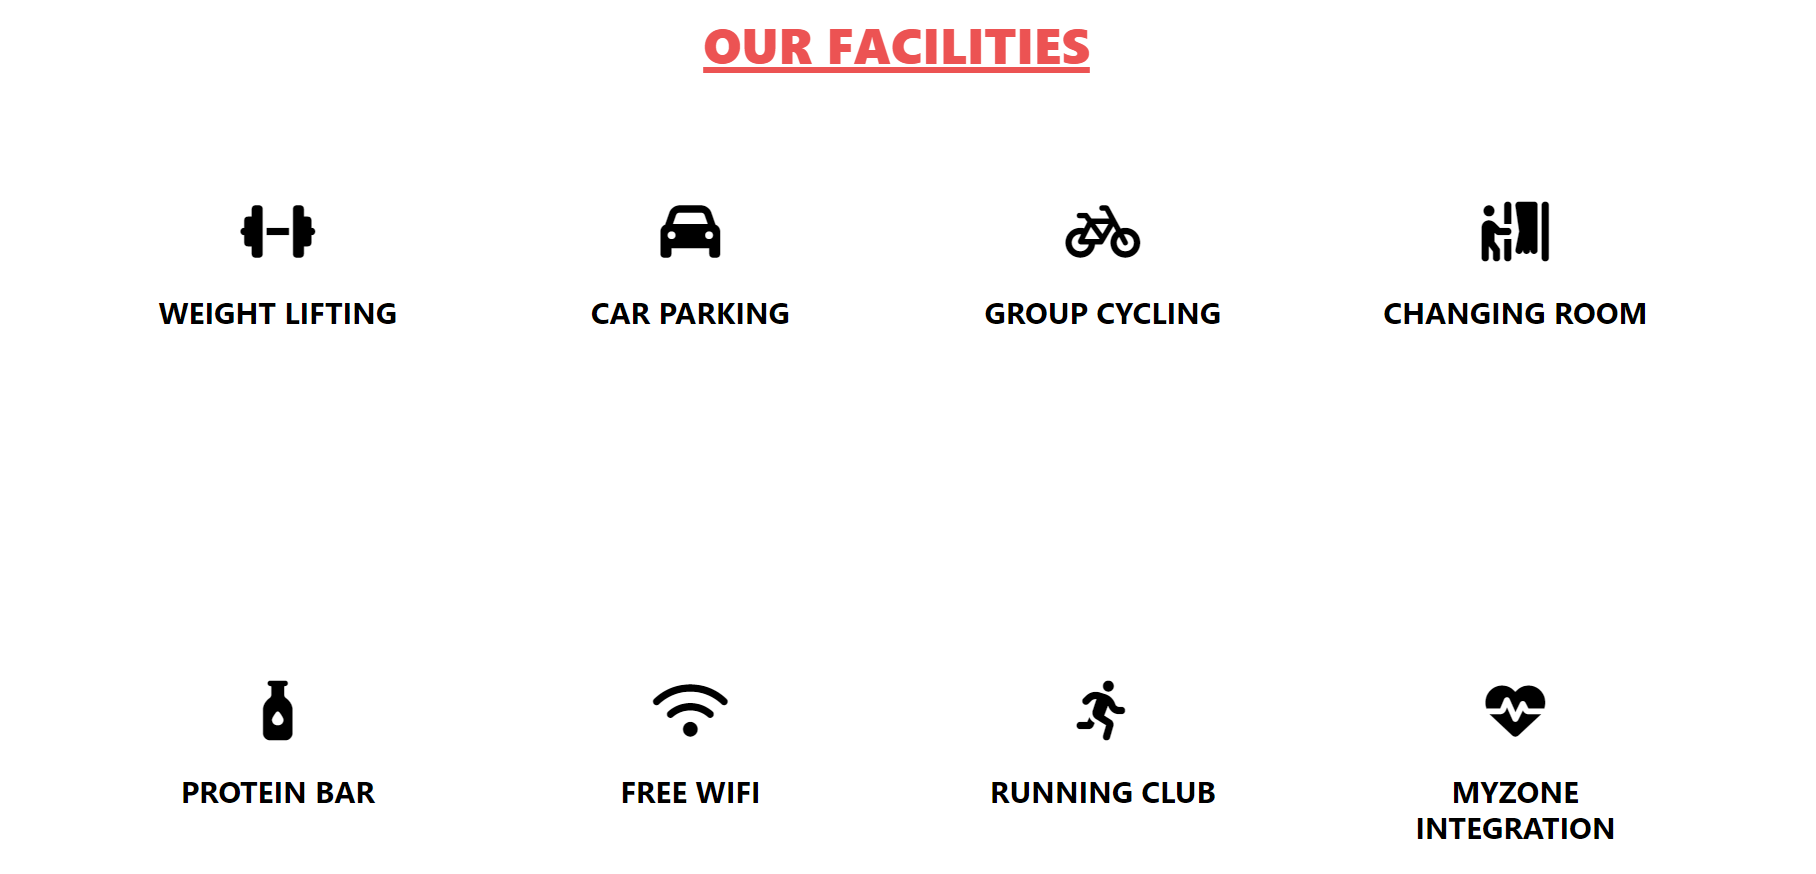 OUR FACILITIES
WEIGHT LIFTING
CAR PARKING
GROUP CYCLING
CHANGING ROOM
PROTEIN BAR
FREE WIFI
RUNNING CLUB
MYZONE
INTEGRATION